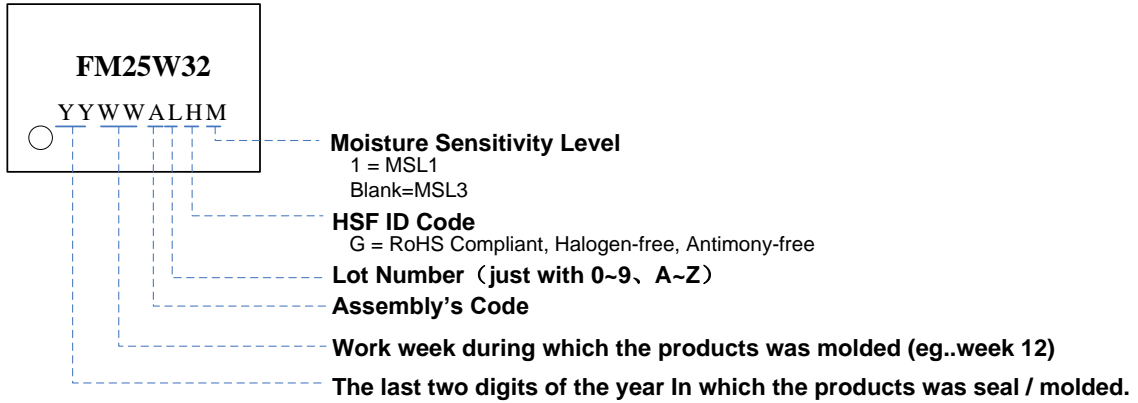 FM25W32
YYWWALHM
Moisture Sensitivity Level
1 = MSL1
Blank=MSL3
HSF ID Code
G = RoHS Compliant, Halogen-free, Antimony-free
Lot Number（just with 0~9、A~Z）
Assembly’s Code
Work week during which the products was molded (eg..week 12)
The last two digits of the year In which the products was seal / molded.